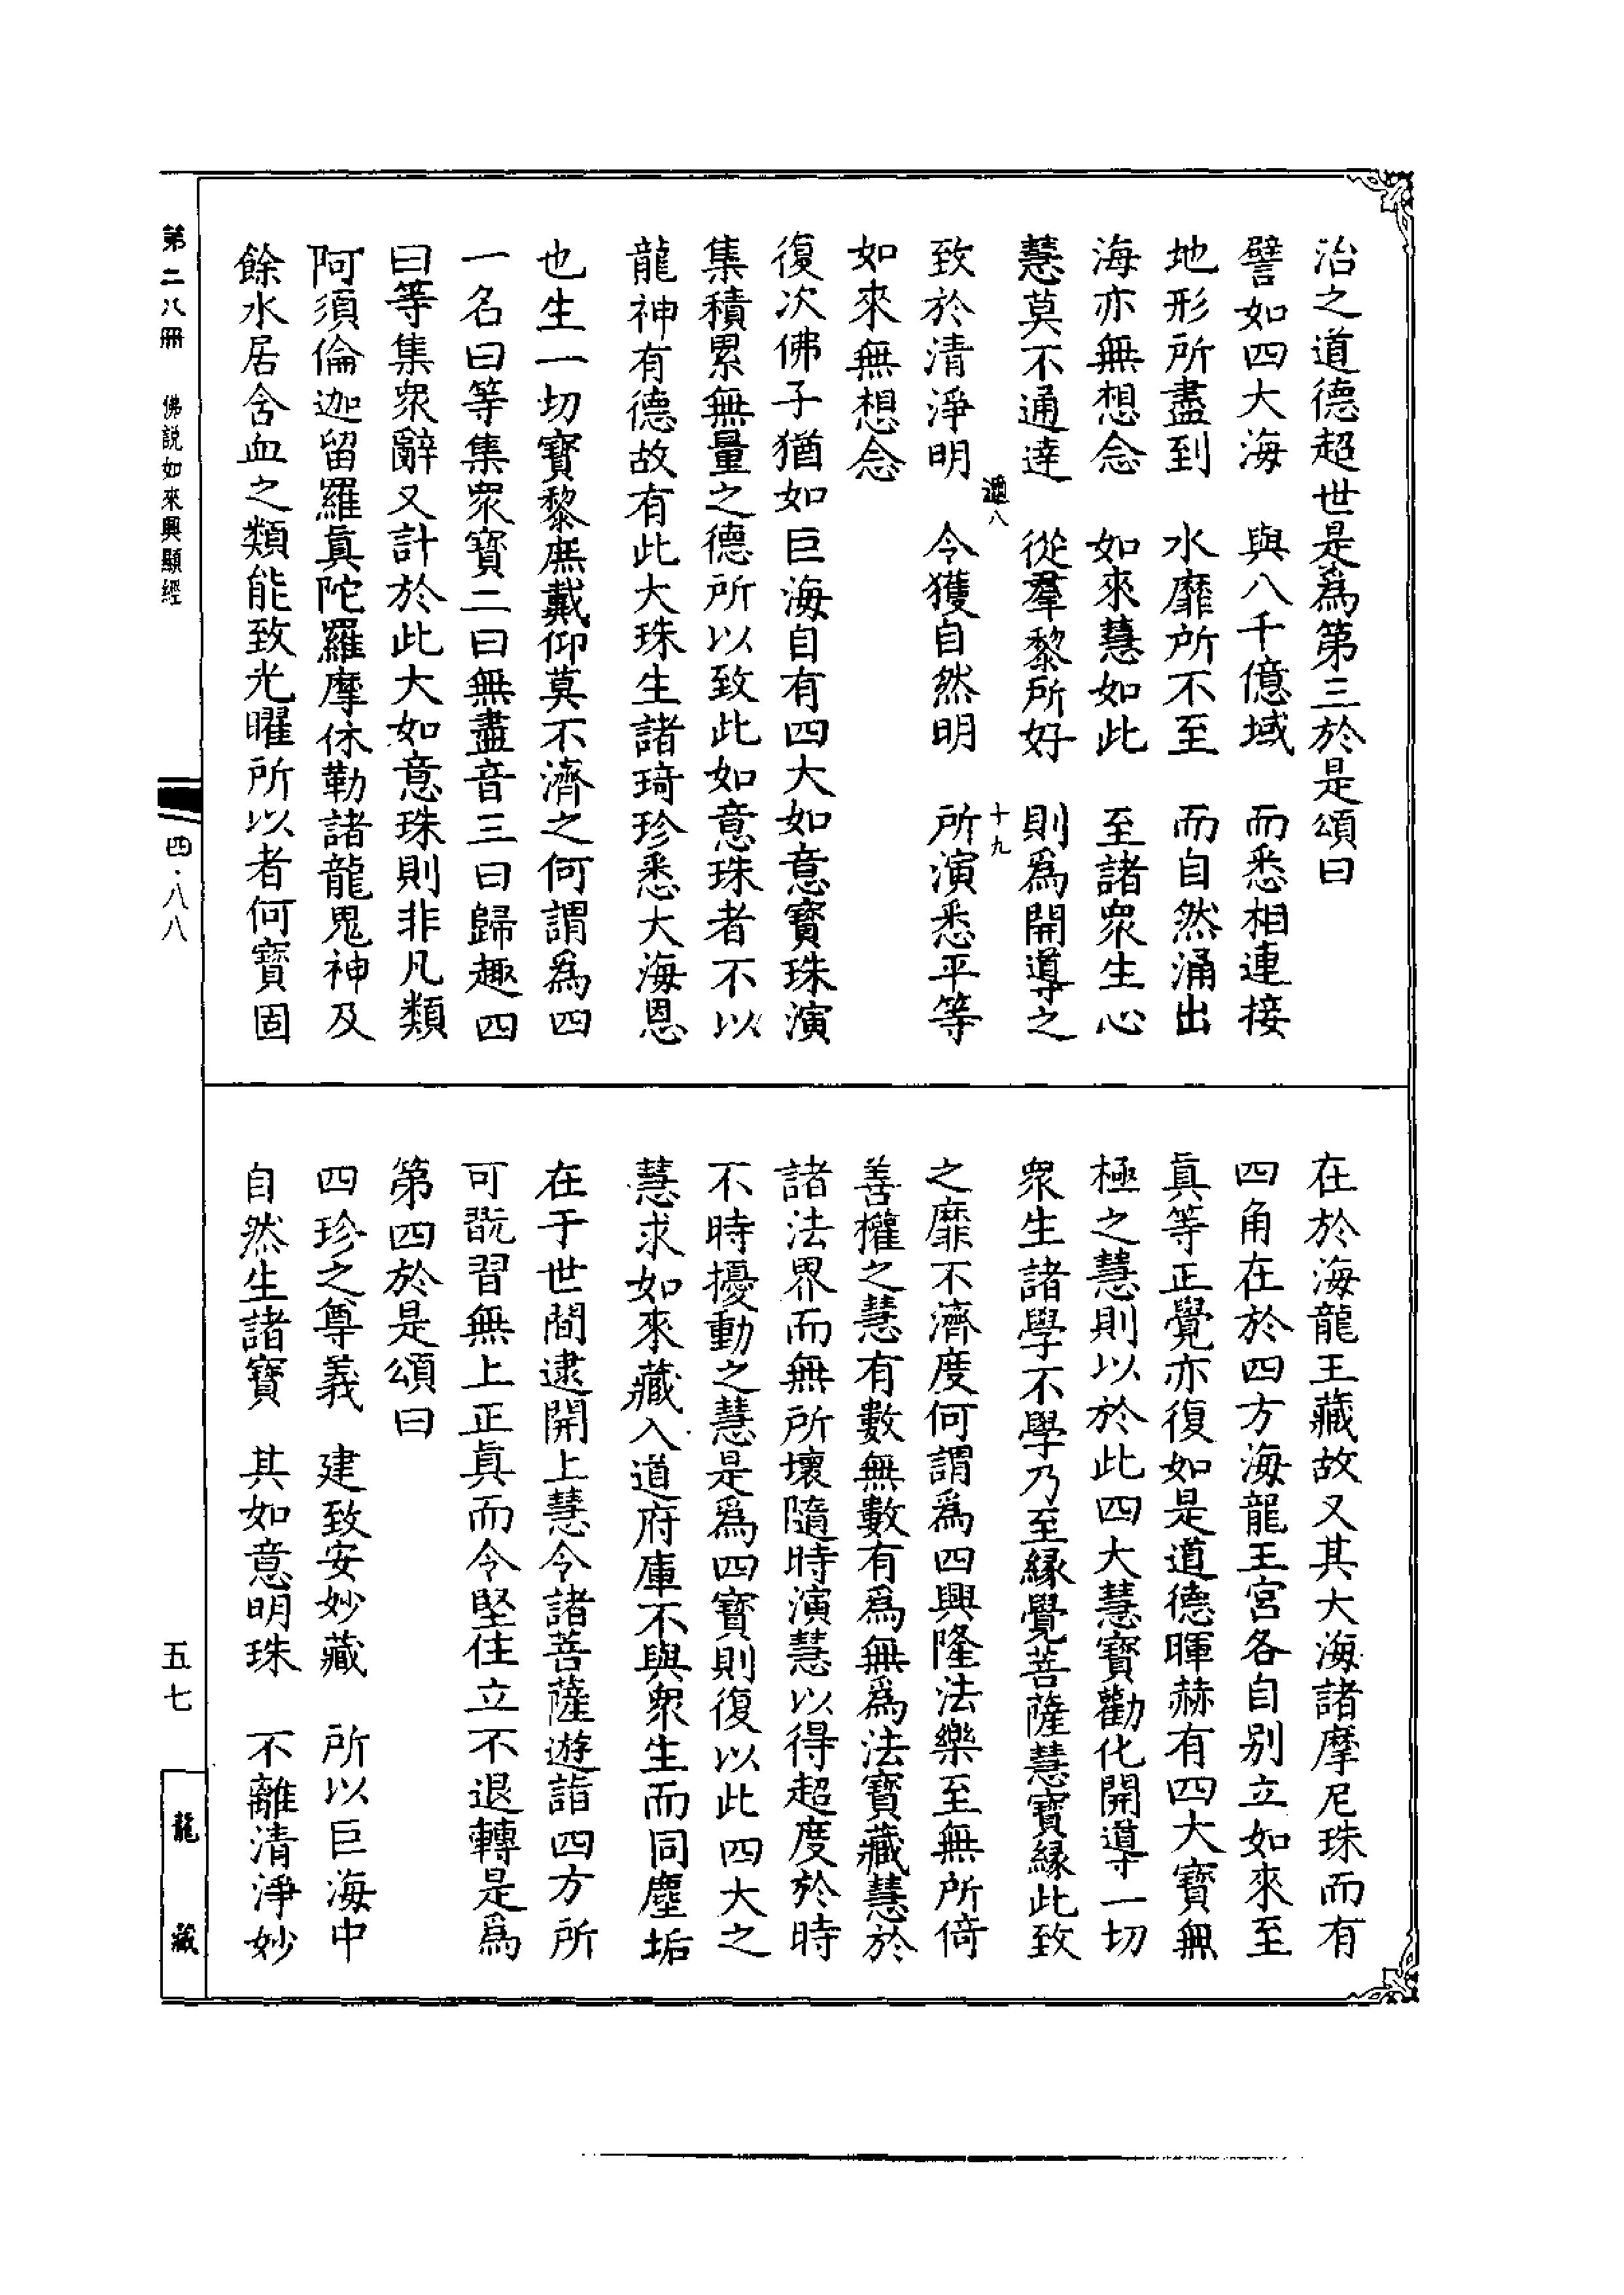 治之道德超世是爲第三於是頌曰
譬如四大海　與八千億域　而悉相連接
地形所盡到　水靡所不至　而自然涌出
海亦無想念　如來慧如此　至諸衆生心
慧莫不通達　從羣黎所好　則爲開導之
邇八　十九
致於清淨明　令獲自然明　所演悉平等
如來無想念
復次佛子猶如巨海自有四大如意寶珠演
集積累無量之德所以致此如意珠者不以
龍神有德故有此大珠生諸琦珍悉大海恩
也生一切寶黎庶戴仰莫不濟之何謂爲四
一名曰等集衆寶二曰無盡音三曰歸趣四
曰等集衆辭又計於此大如意珠則非凡類
阿須倫迦留羅眞陀羅摩休勒諸龍鬼神及
餘水居含血之類能致光曜所以者何寶固
在於海龍王藏故又其大海諸摩尼珠而有
四角在於四方海龍王宮各自别立如來至
眞等正覺亦復如是道德暉赫有四大寶無
極之慧則以於此四大慧寶勸化開導一切
衆生諸學不學乃至縁覺菩薩慧寶縁此致
之靡不濟度何謂爲四興隆法樂至無所倚
善權之慧有數無數有爲無爲法寶藏慧於
諸法界而無所壞隨時演慧以得超度於時
不時擾動之慧是爲四寶則復以此四大之
慧求如來藏入道府庫不與衆生而同塵垢
在于世間逮開上慧令諸菩薩遊詣四方所
可翫習無上正眞而令堅住立不退轉是爲
第四於是頌曰
四珍之尊義　建致安妙藏　所以巨海中
自然生諸寶　其如意明珠　不離清淨妙
第二八冊　佛説如來興顯經
四·八八
五七
龍藏